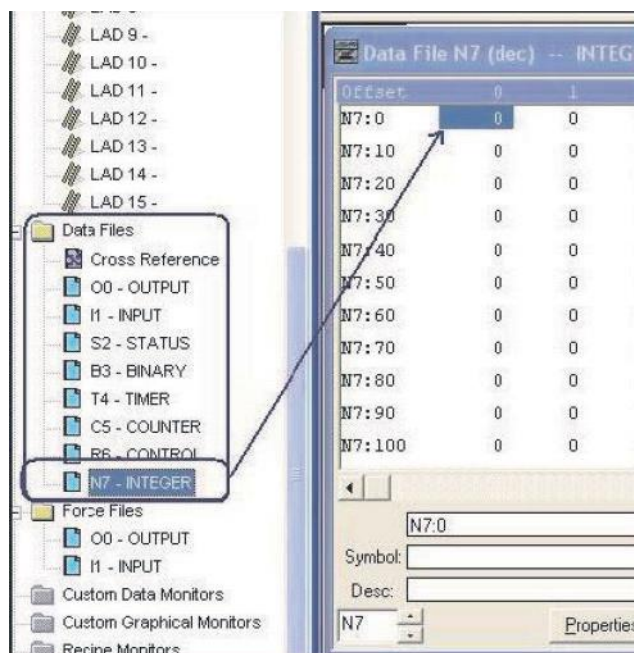 LAD 9 -
LAD 10 -
LAD 11 -
LAD 12 -
LAD 13 -
LAD 14 -
LAD 15 -
Data Files
Cross Reference
O0 - OUTPUT
I1 - INPUT
S2 - STATUS
B3 - BINARY
T4 - TIMER
C5 - COUNTER
R6 - CONTROL
N7 - INTEGER
Force Files
O0 - OUTPUT
I1 - INPUT
Custom Data Monitors
Custom Graphical Monitors
Recipe Monitors
Data File N7 (dec) -- INTEG
Offset 0 1
N7:0 0 0
N7:10 0 0
N7:20 0 0
N7:30 0 0
N7:40 0 0
N7:50 0 0
N7:60 0 0
N7:70 0 0
N7:80 0 0
N7:90 0 0
N7:100 0 0
N7:0
Symbol:
Desc:
N7
Properties